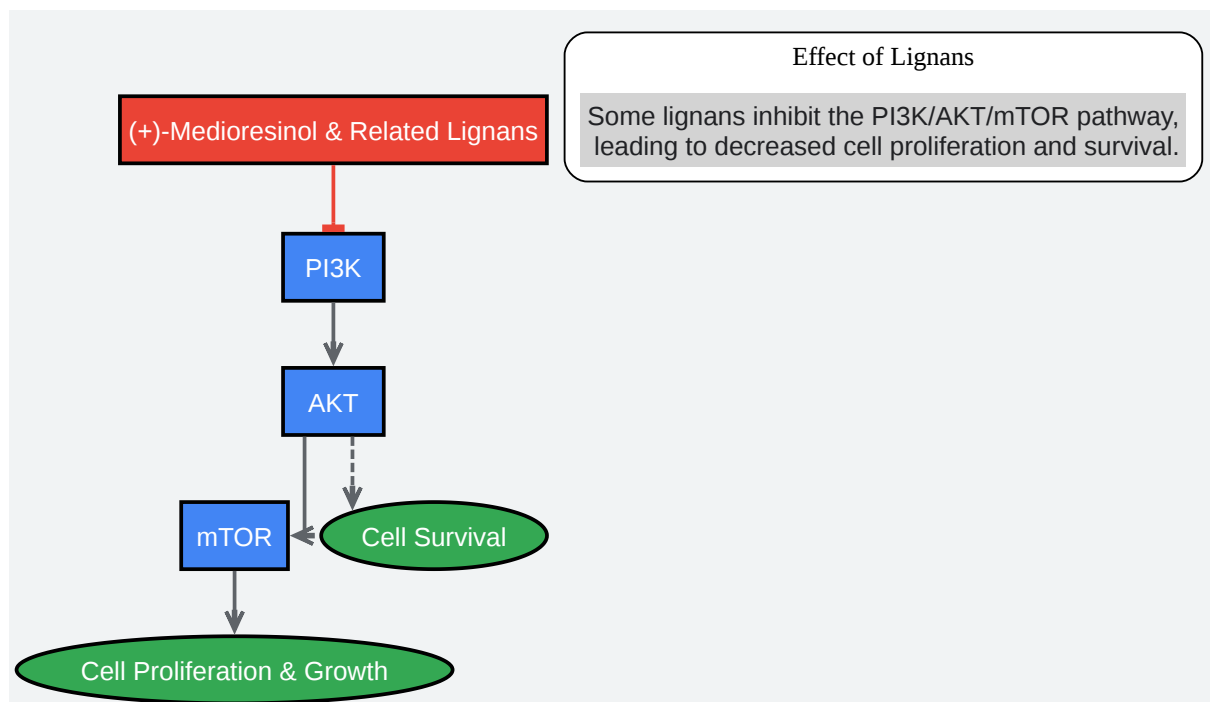 Effect of Lignans
Some lignans inhibit the PI3K/AKT/mTOR pathway,
leading to decreased cell proliferation and survival.
(+)-Medioresinol & Related Lignans
PI3K
AKT
mTOR
Cell Survival
Cell Proliferation & Growth